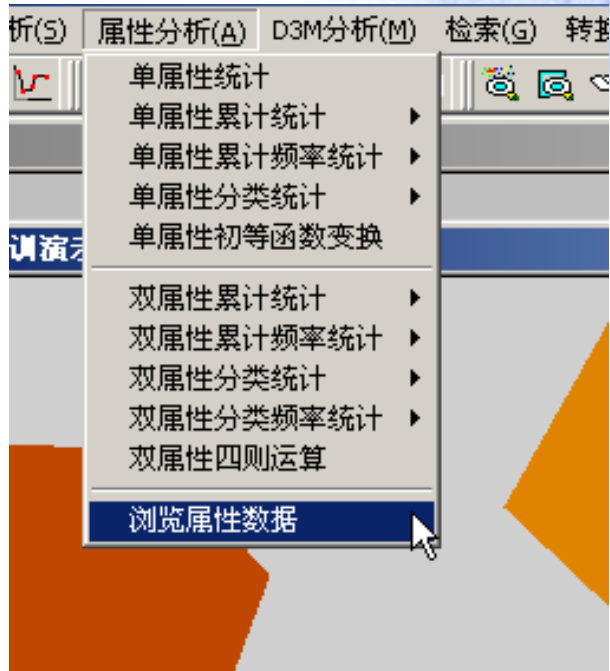 析(S) 属性分析(A) D3M分析(M) 检索(G) 转换
单属性统计
单属性累计统计
单属性累计频率统计
单属性分类统计
单属性初等函数变换
训演示
双属性累计统计
双属性累计频率统计
双属性分类统计
双属性分类频率统计
双属性四则运算
浏览属性数据